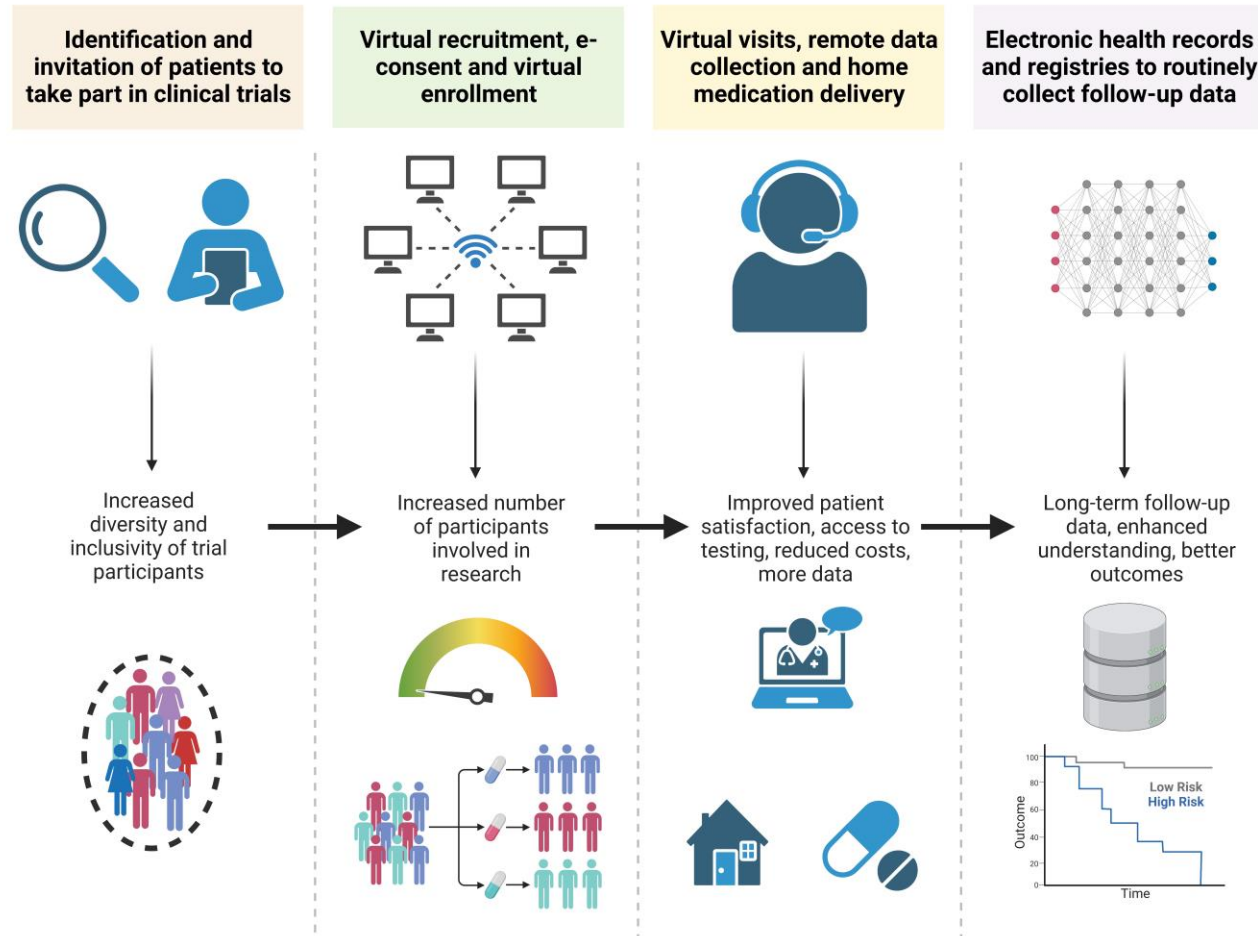 Identification and
invitation of patients to
take part in clinical trials
Virtual recruitment, e-
consent and virtual
enrollment
Virtual visits, remote data
collection and home
medication delivery
Electronic health records
and registries to routinely
collect follow-up data
Increased
diversity and
inclusivity of trial
participants
Increased number
of participants
involved in
research
Improved patient
satisfaction, access to
testing, reduced costs,
more data
Long-term follow-up
data, enhanced
understanding, better
outcomes
100
80
60
40
20
0
Outcome
Low Risk
High Risk
Time